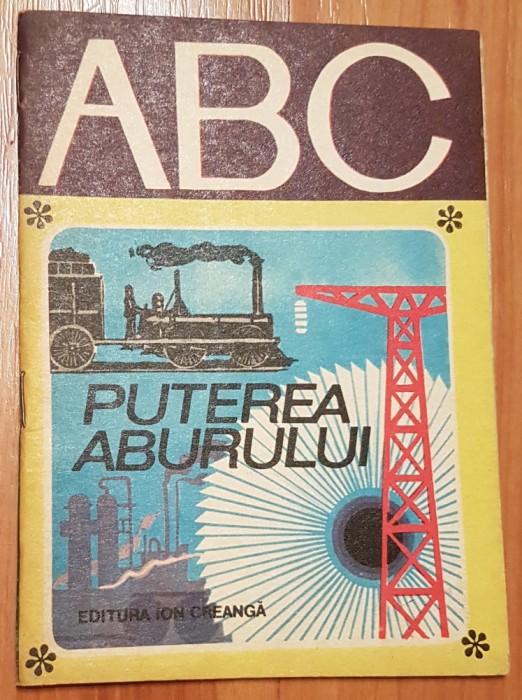 ABC
PUTEREA
ABURULUI
EDITURA ION CREANGĂ